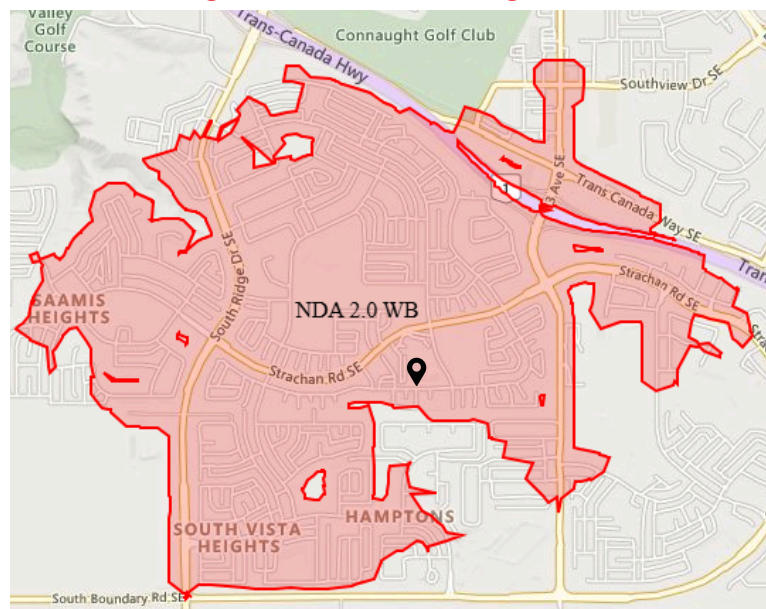 Valley
Golf
Course
Trans-Canada Hwy
Connaught Golf Club
Southview Dr SE
1
3 Ave SE
Trans Canada Way SE
South Ridge Dr SE
Strachan Rd SE
SAAMIS
HEIGHTS
NDA 2.0 WB
Strachan Rd SE
SOUTH VISTA
HEIGHTS
HAMPTONS
South Boundary Rd SE